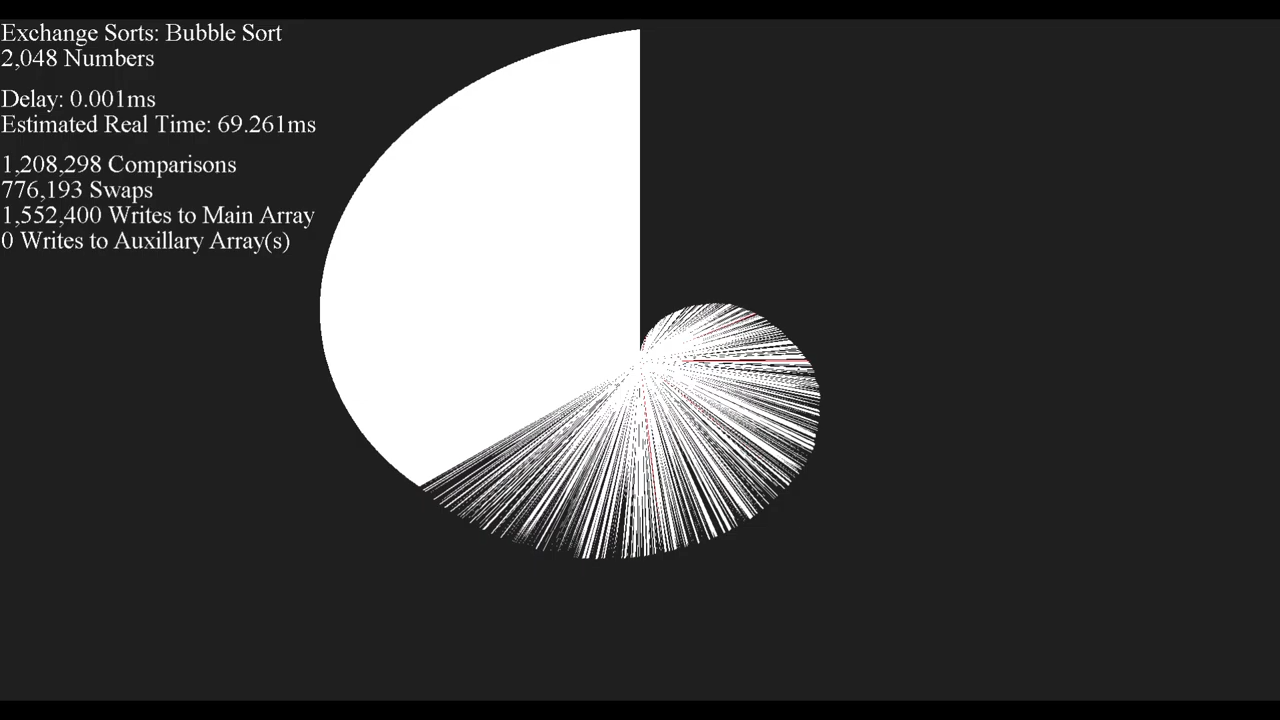 Exchange Sorts: Bubble Sort
2,048 Numbers
Delay: 0.001ms
Estimated Real Time: 69.261ms
1,208,298 Comparisons
776,193 Swaps
1,552,400 Writes to Main Array
0 Writes to Auxillary Array(s)